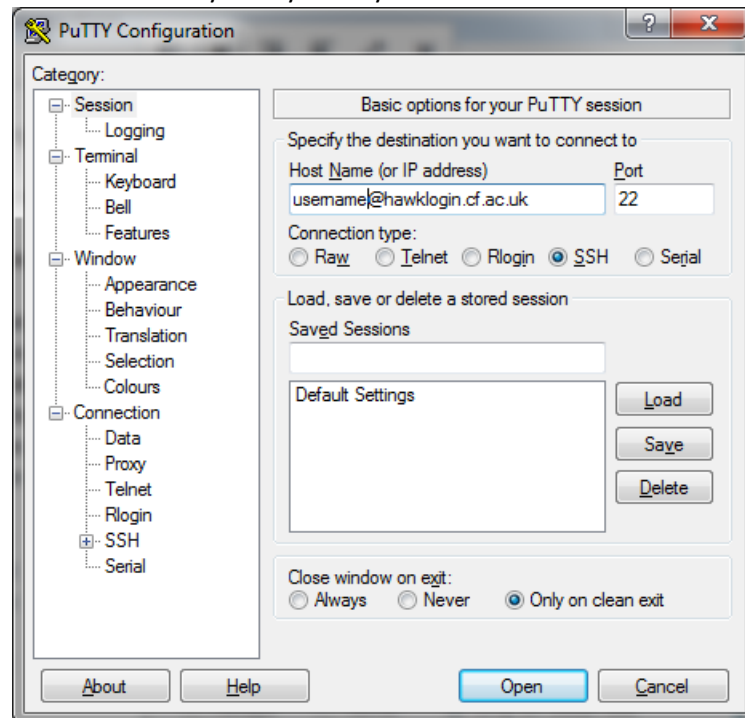 PuTTY Configuration
Category:
Session
Logging
Terminal
Keyboard
Bell
Features
Window
Appearance
Behaviour
Translation
Selection
Colours
Connection
Data
Proxy
Telnet
Rlogin
SSH
Serial
Basic options for your PuTTY session
Specify the destination you want to connect to
Host Name (or IP address) Port
username@hawklogin.cf.ac.uk 22
Connection type:
Raw Telnet Rlogin SSH Serial
Load, save or delete a stored session
Saved Sessions
Default Settings
Load
Save
Delete
Close window on exit:
Always Never Only on clean exit
About Help Open Cancel